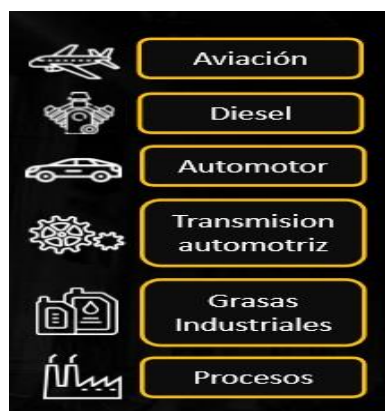 Aviación
Diesel
Automotor
Transmision
automotriz
Grasas
Industriales
Procesos